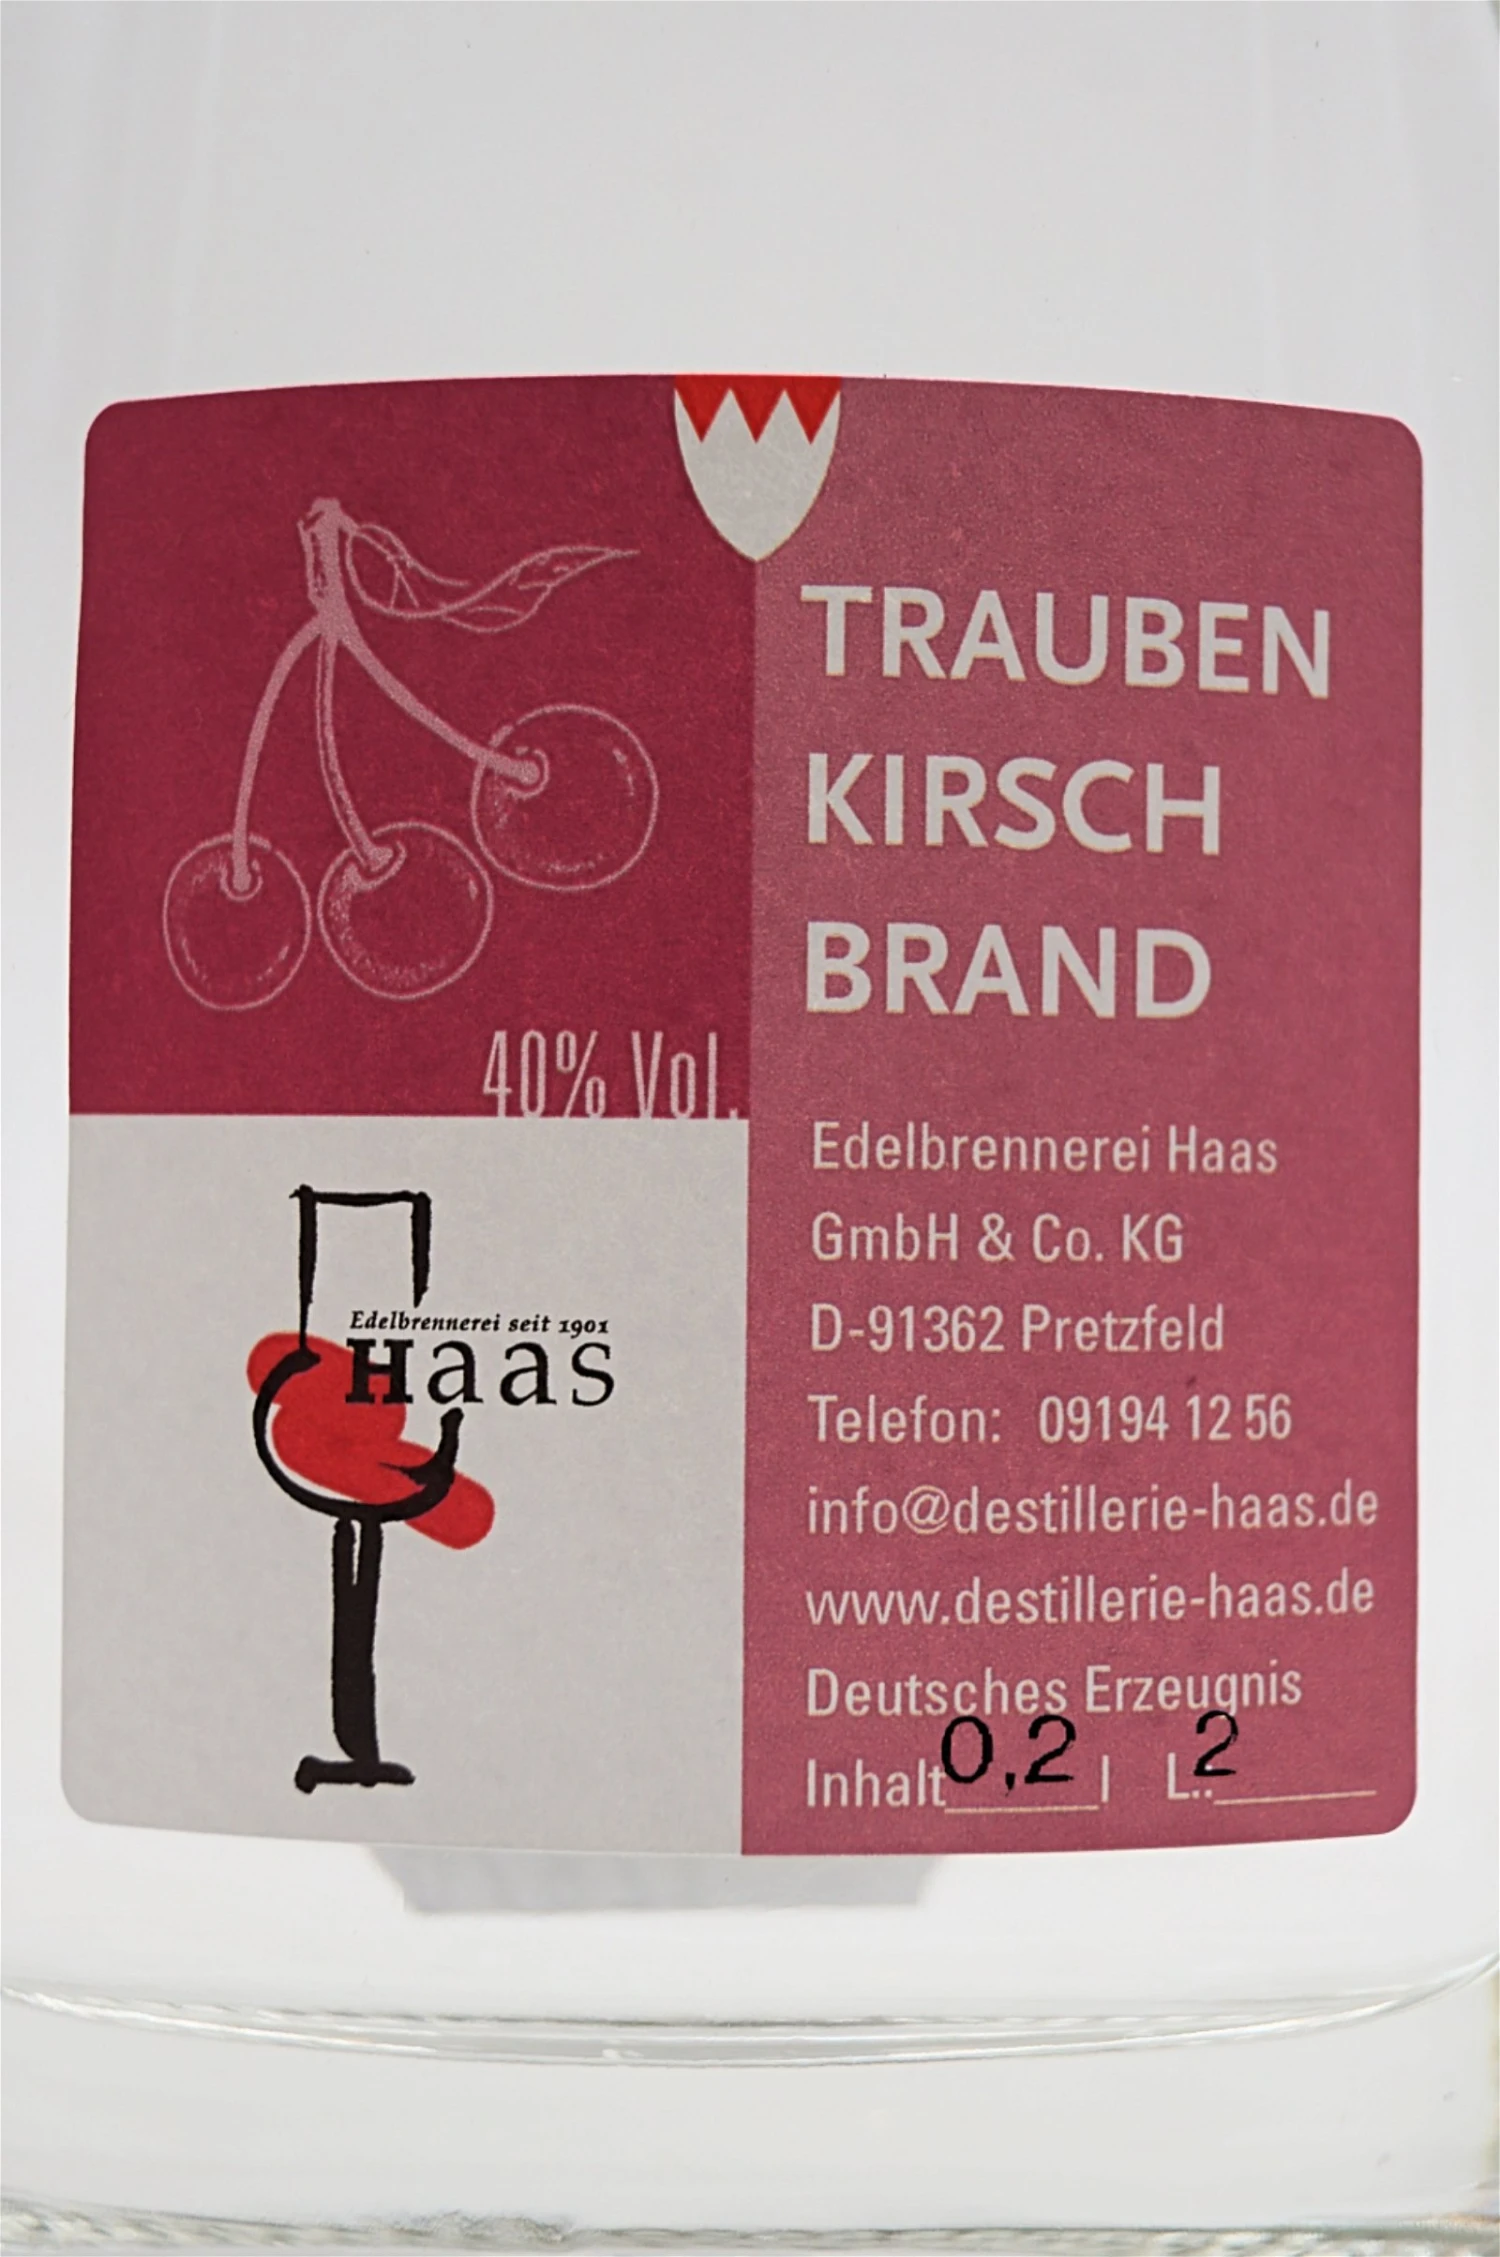 TRAUBEN
KIRSCH
BRAND
40% Vol.
Edelbrennerei seit 1901
Haas
Edelbrennerei Haas
GmbH & Co. KG
D-91362 Pretzfeld
Telefon: 09194 12 56
info@destillerie-haas.de
www.destillerie-haas.de
Deutsches Erzeugnis
Inhalt 0,2 l L.. 2